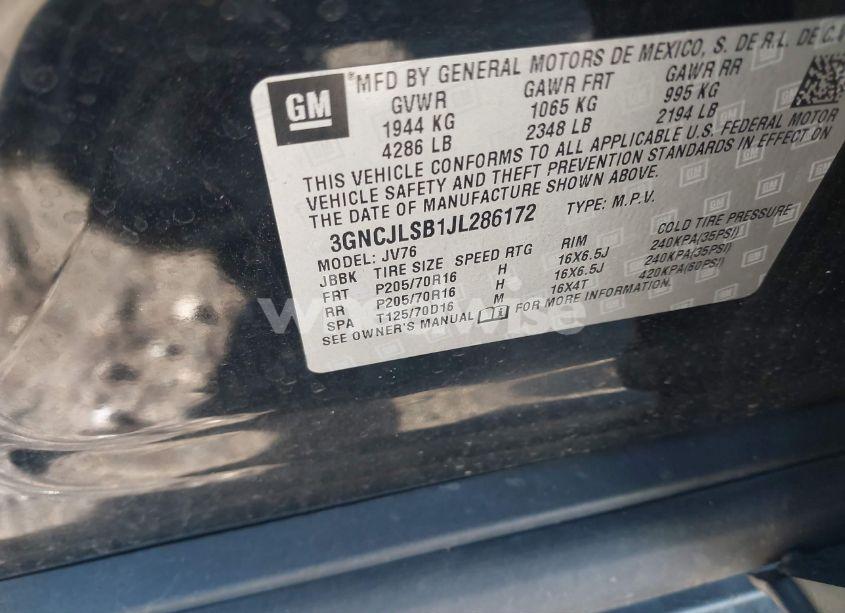 GM
®MFD BY GENERAL MOTORS DE MEXICO, S. DE R.L. DE C.V
GVWR GAWR FRT GAWR RR
1944 KG 1065 KG 995 KG
4286 LB 2348 LB 2194 LB
THIS VEHICLE CONFORMS TO ALL APPLICABLE U.S. FEDERAL MOTOR
VEHICLE SAFETY AND THEFT PREVENTION STANDARDS IN EFFECT ON
THE DATE OF MANUFACTURE SHOWN ABOVE.
3GNCJLSB1JL286172 TYPE: M.P.V.
MODEL: JV76
JBBK TIRE SIZE SPEED RTG RIM COLD TIRE PRESSURE
FRT P205/70R16 H 16X6.5J 240KPA(35PSI)
RR P205/70R16 H 16X6.5J 240KPA(35PSI)
SPA T125/70D16 M 16X4T 420KPA(60PSI)
SEE OWNER'S MANUAL FOR MORE INFORMATION.